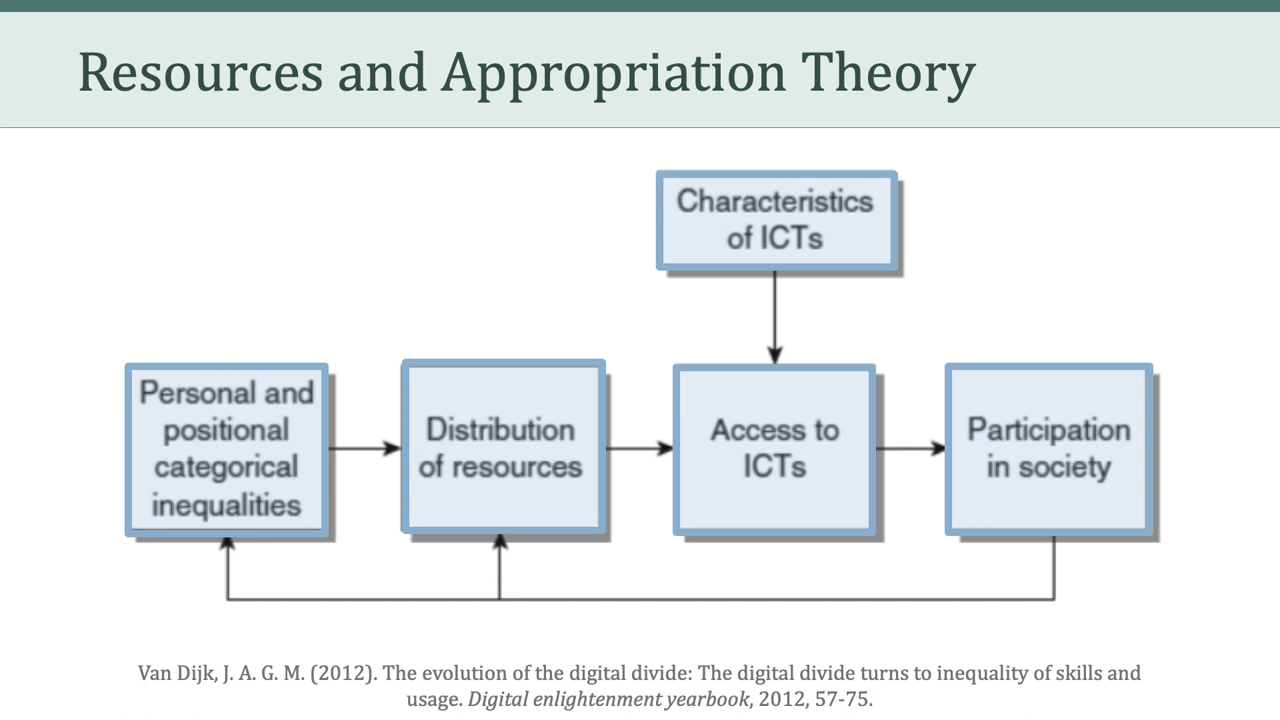 Resources and Appropriation Theory
Characteristics
of ICTs
Personal and
positional
categorical
inequalities
Distribution
of resources
Access to
ICTs
Participation
in society
Van Dijk, J. A. G. M. (2012). The evolution of the digital divide: The digital divide turns to inequality of skills and
usage. Digital enlightenment yearbook, 2012, 57-75.